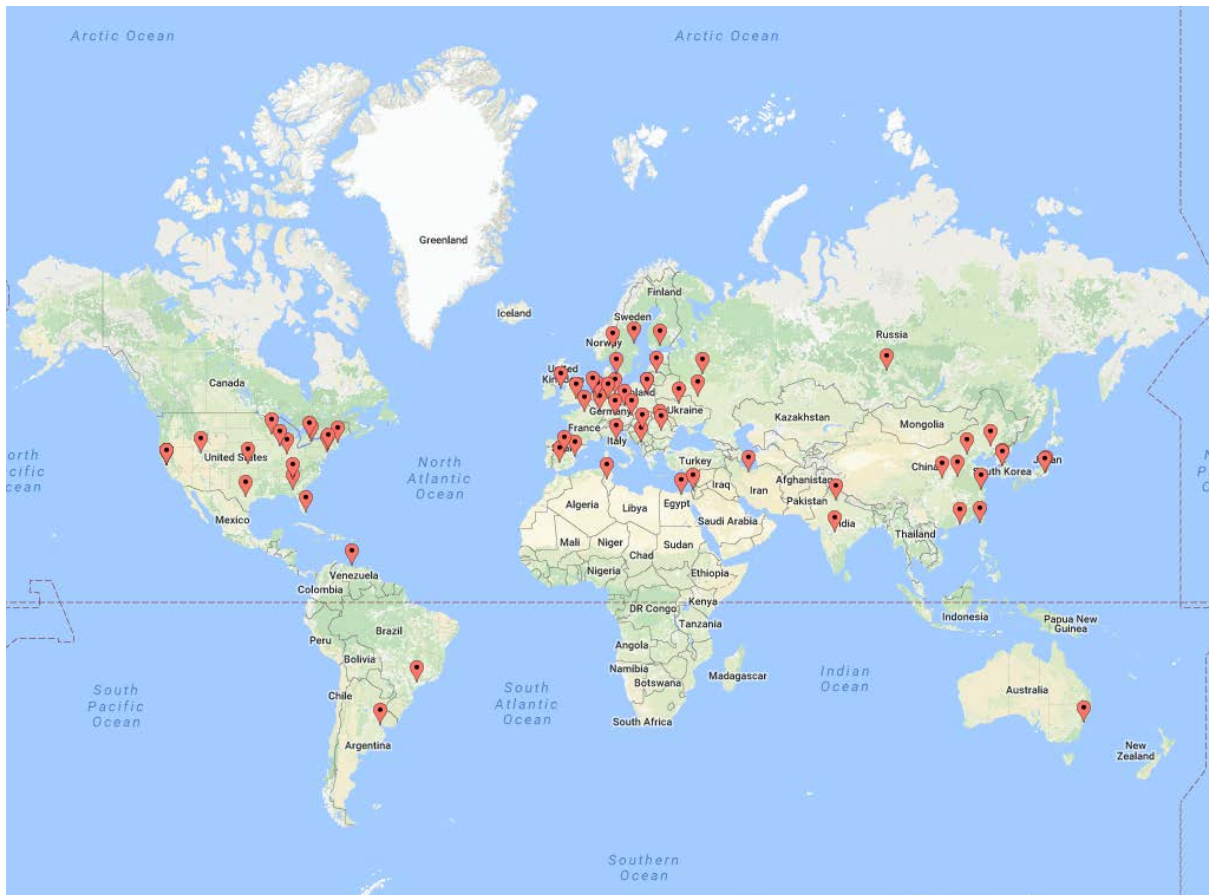 Arctic Ocean
Arctic Ocean
Greenland
Finland
Iceland
Sweden
Russia
Norway
United
Kingdom
Canada
Ukraine
Germany
Kazakhstan
Mongolia
France
Italy
United States
North
Atlantic
Ocean
Turkey
China
South Korea
Afghanistan
Iraq
Iran
Pakistan
Algeria
Libya
Egypt
Mexico
Saudi Arabia
Thailand
Mali
Niger
Sudan
Chad
Venezuela
Nigeria
Ethiopia
Colombia
Kenya
DR Congo
Indonesia
Papua New
Guinea
Tanzania
Brazil
Peru
Angola
Bolivia
Namibia
Madagascar
Indian
Ocean
Botswana
South
Pacific
Ocean
Chile
South
Atlantic
Ocean
Australia
South Africa
Argentina
New
Zealand
Southern
Ocean